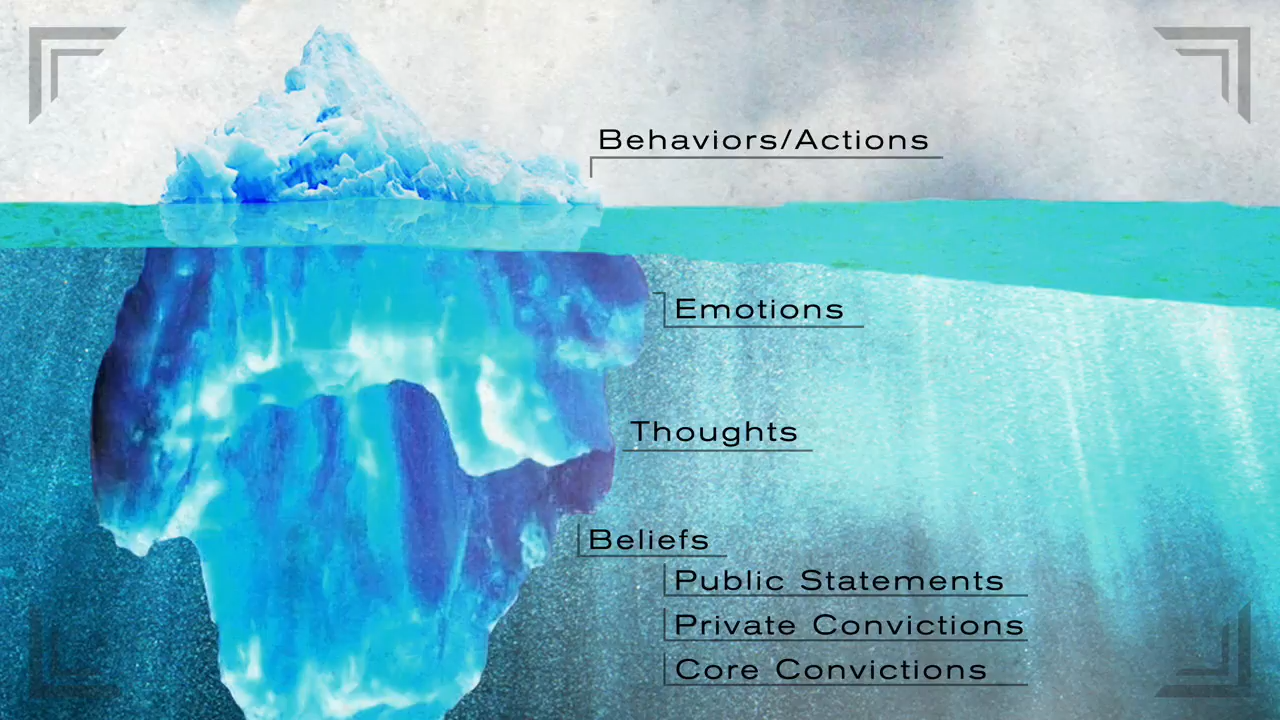 Behaviors/Actions
Emotions
Thoughts
Beliefs
Public Statements
Private Convictions
Core Convictions